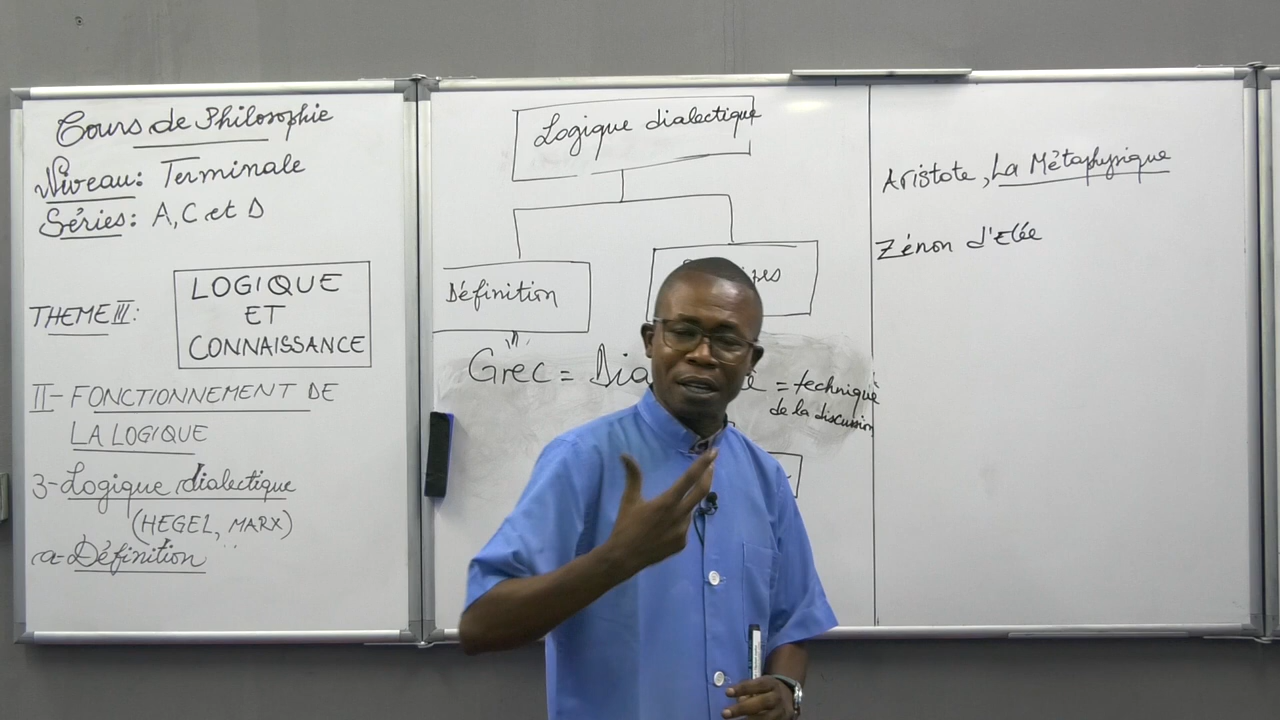 Cours de Philosophie
Niveau: Terminale
Séries: A, C et D
THEME III:
LOGIQUE
ET
CONNAISSANCE
II- FONCTIONNEMENT DE
LA LOGIQUE
3-Logique dialectique
(HEGEL, MARX)
a-Définition
Logique dialectique
Définition
Grec =
= technique
de la discussion
Aristote, La Métaphysique
Zénon d'Elée